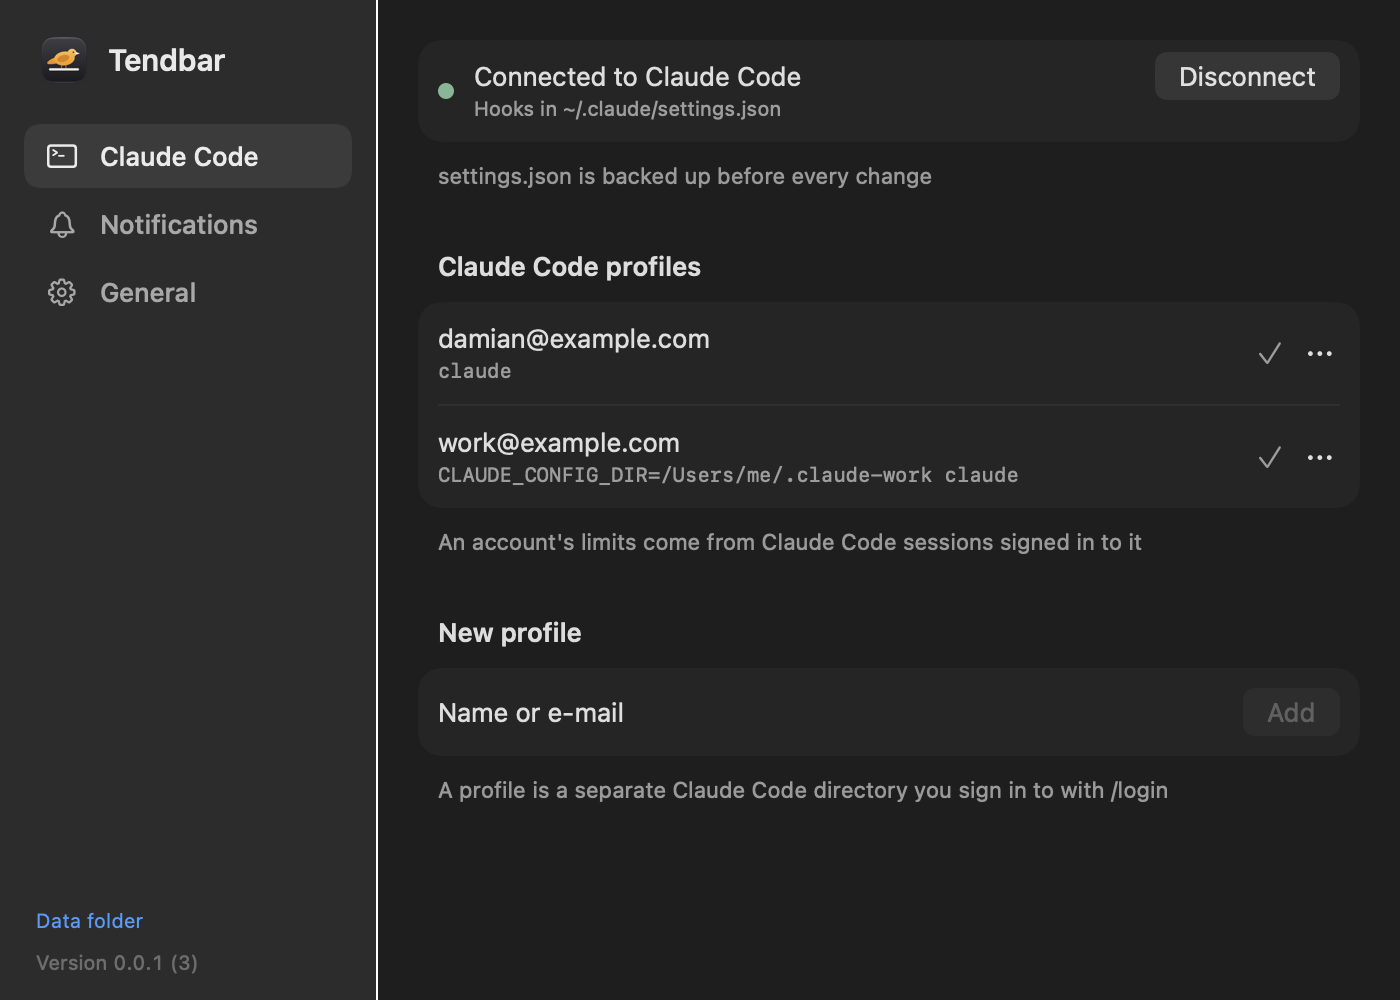 Tendbar
Claude Code
Notifications
General
Data folder
Version 0.0.1 (3)
Connected to Claude Code
Disconnect
Hooks in ~/.claude/settings.json
settings.json is backed up before every change
Claude Code profiles
damian@example.com
claude
work@example.com
CLAUDE_CONFIG_DIR=/Users/me/.claude-work claude
An account's limits come from Claude Code sessions signed in to it
New profile
Name or e-mail
Add
A profile is a separate Claude Code directory you sign in to with /login